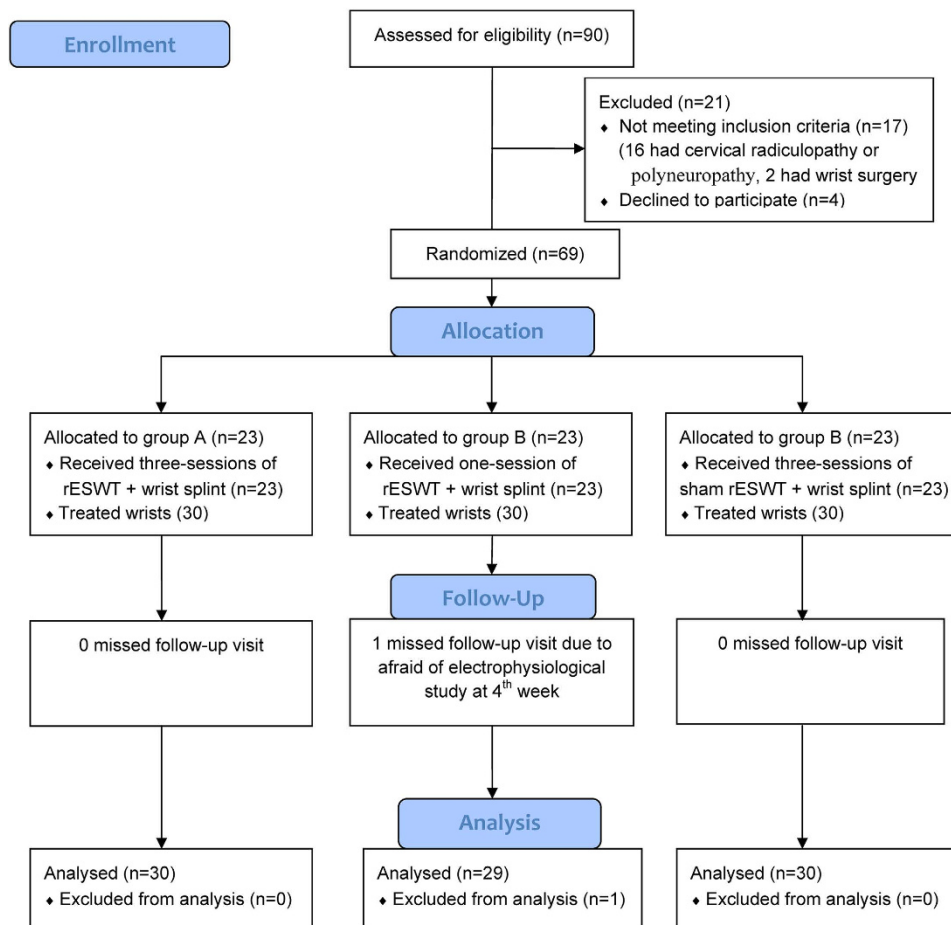 Enrollment
Assessed for eligibility (n=90)
Excluded (n=21)
♦ Not meeting inclusion criteria (n=17)
(16 had cervical radiculopathy or
polyneuropathy, 2 had wrist surgery
♦ Declined to participate (n=4)
Randomized (n=69)
Allocation
Allocated to group A (n=23)
♦ Received three-sessions of
rESWT + wrist splint (n=23)
♦ Treated wrists (30)
Allocated to group B (n=23)
♦ Received one-session of
rESWT + wrist splint (n=23)
♦ Treated wrists (30)
Allocated to group B (n=23)
♦ Received three-sessions of
sham rESWT + wrist splint (n=23)
♦ Treated wrists (30)
Follow-Up
0 missed follow-up visit
1 missed follow-up visit due to
afraid of electrophysiological
study at 4th week
0 missed follow-up visit
Analysis
Analysed (n=30)
♦ Excluded from analysis (n=0)
Analysed (n=29)
♦ Excluded from analysis (n=1)
Analysed (n=30)
♦ Excluded from analysis (n=0)